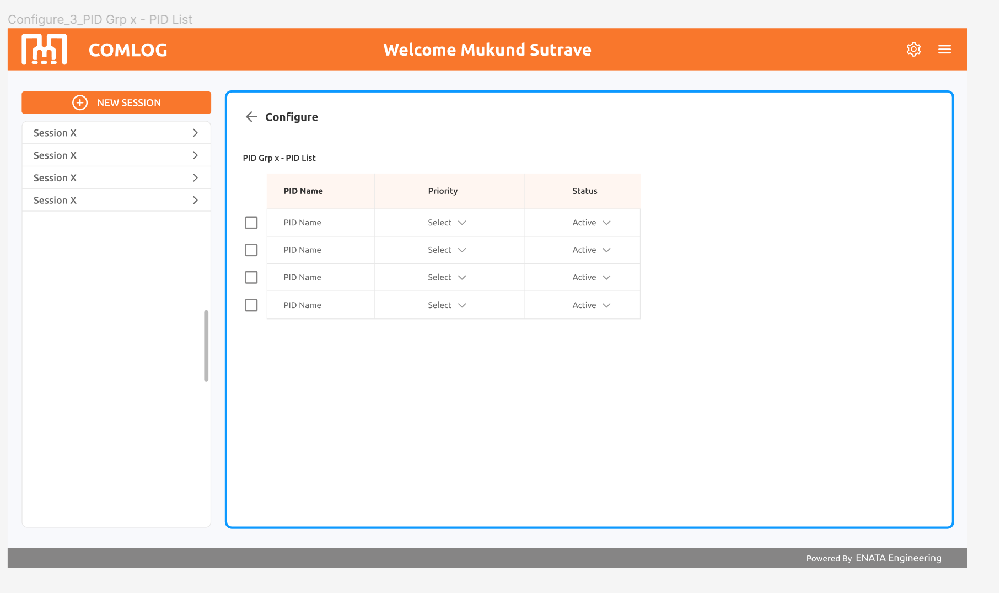 Configure_3_PID Grp x - PID List
COMLOG
Welcome Mukund Sutrave
NEW SESSION
Session X
Session X
Session X
Session X
Configure
PID Grp x - PID List
PID Name Priority Status
PID Name Select Active
PID Name Select Active
PID Name Select Active
PID Name Select Active
Powered By ENATA Engineering